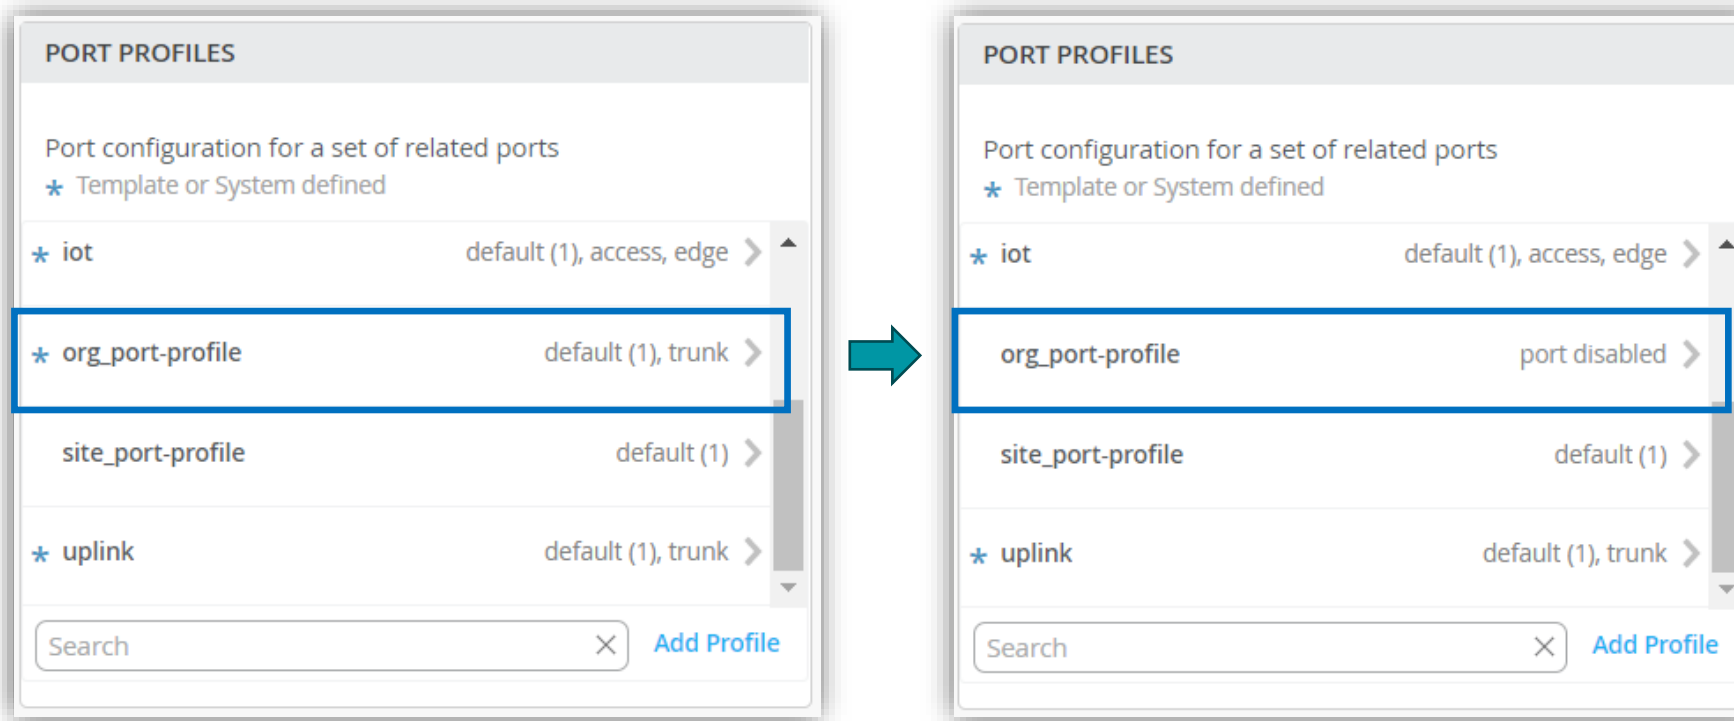 PORT PROFILES
Port configuration for a set of related ports
* Template or System defined
* iot default (1), access, edge
* org_port-profile default (1), trunk
site_port-profile default (1)
* uplink default (1), trunk
Search Add Profile
PORT PROFILES
Port configuration for a set of related ports
* Template or System defined
* iot default (1), access, edge
org_port-profile port disabled
site_port-profile default (1)
* uplink default (1), trunk
Search Add Profile